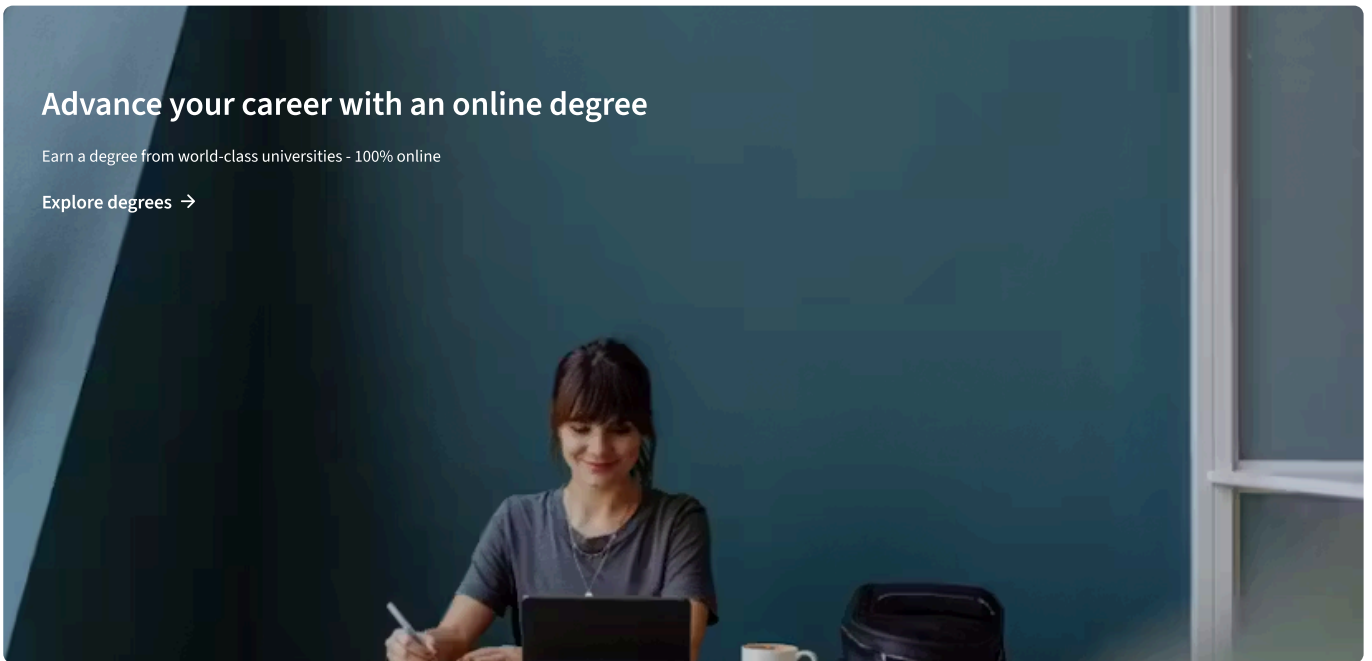 Advance your career with an online degree
Earn a degree from world-class universities - 100% online
Explore degrees →